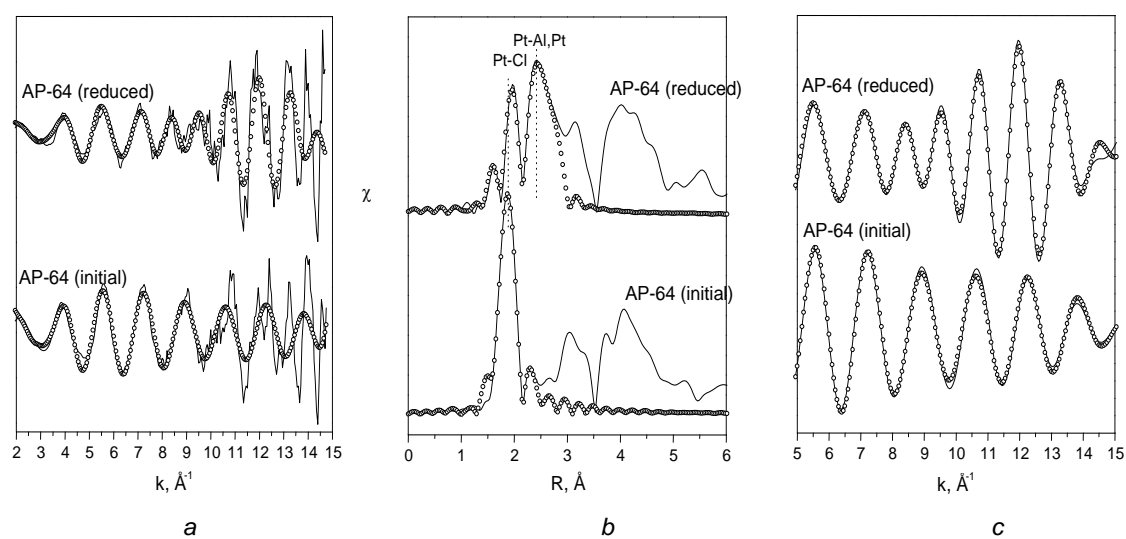 AP-64 (reduced)
AP-64 (initial)
2 3 4 5 6 7 8 9 10 11 12 13 14 15
k, Å-1
a
χ
Pt-Al,Pt
Pt-Cl
AP-64 (reduced)
AP-64 (initial)
0 1 2 3 4 5 6
R, Å
b
AP-64 (reduced)
AP-64 (initial)
5 6 7 8 9 10 11 12 13 14 15
k, Å-1
c